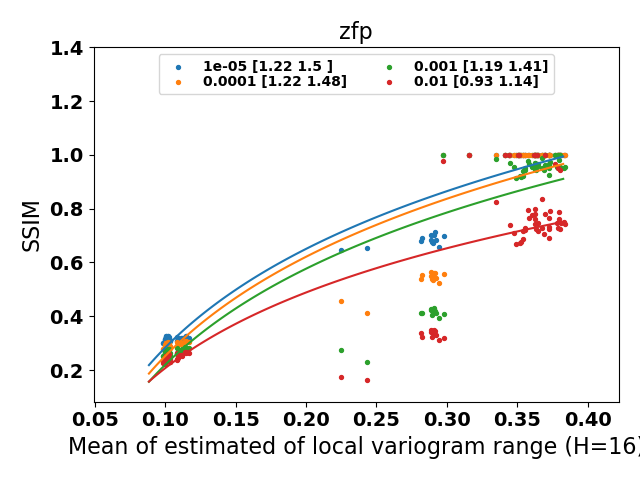 zfp
1e-05 [1.22 1.5 ]
0.0001 [1.22 1.48]
0.001 [1.19 1.41]
0.01 [0.93 1.14]
SSIM
1.4
1.2
1.0
0.8
0.6
0.4
0.2
0.05 0.10 0.15 0.20 0.25 0.30 0.35 0.40
Mean of estimated of local variogram range (H=16)